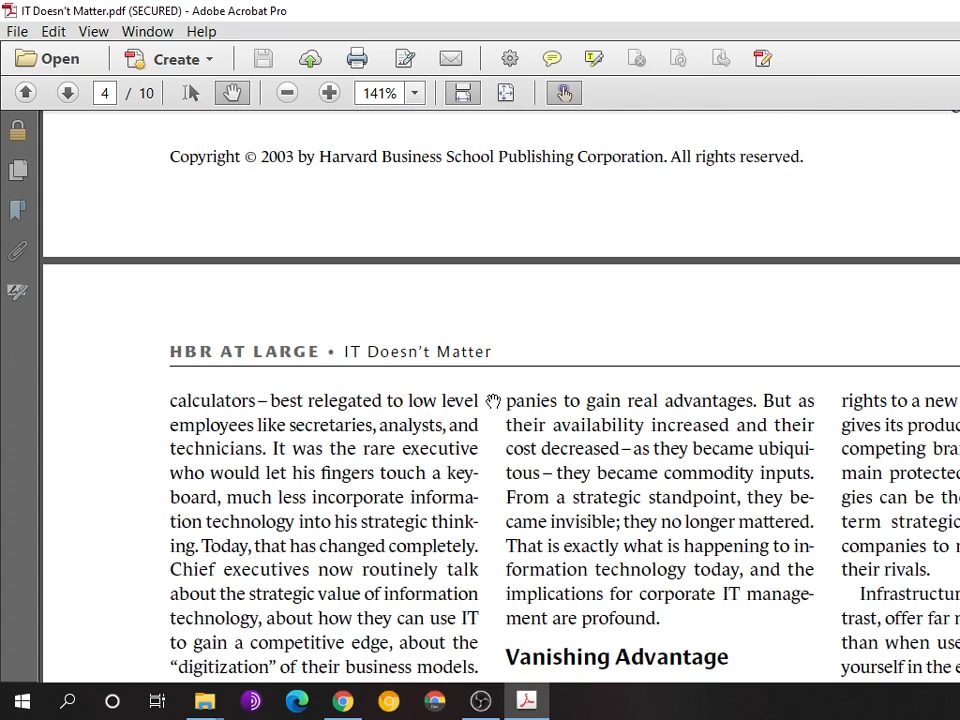 IT Doesn't Matter.pdf (SECURED) - Adobe Acrobat Pro
File Edit View Window Help
Open Create
4 / 10 141%
Copyright © 2003 by Harvard Business School Publishing Corporation. All rights reserved.
HBR AT LARGE • IT Doesn't Matter
calculators – best relegated to low level
employees like secretaries, analysts, and
technicians. It was the rare executive
who would let his fingers touch a key-
board, much less incorporate informa-
tion technology into his strategic think-
ing. Today, that has changed completely.
Chief executives now routinely talk
about the strategic value of information
technology, about how they can use IT
to gain a competitive edge, about the
“digitization” of their business models.
panies to gain real advantages. But as
their availability increased and their
cost decreased – as they became ubiqui-
tous – they became commodity inputs.
From a strategic standpoint, they be-
came invisible; they no longer mattered.
That is exactly what is happening to in-
formation technology today, and the
implications for corporate IT manage-
ment are profound.
Vanishing Advantage
rights to a new
gives its produc
competing bra
main protected
gies can be the
term strategic
companies to r
their rivals.
Infrastructur
trast, offer far r
than when use
yourself in the e